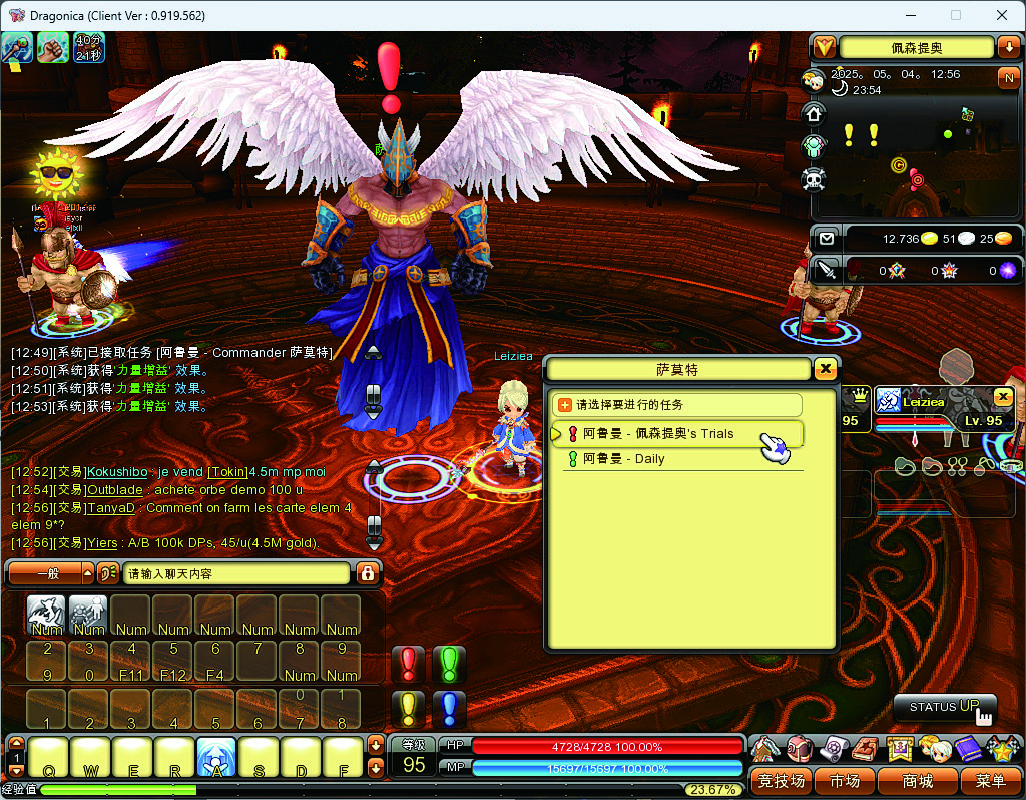 Dragonica (Client Ver : 0.919.562)
40分
21秒
佩森提奥
2025。 05。 04。 12:56
N
23:54
12.736 51 25
0 0 0
[12:49][系统]已接取任务 [阿鲁曼 - Commander 萨莫特]
[12:50][系统]获得'力量增益' 效果。
[12:51][系统]获得'力量增益' 效果。
[12:53][系统]获得'力量增益' 效果。
Leiziea
萨莫特
请选择要进行的任务
阿鲁曼 - 佩森提奥's Trials
阿鲁曼 - Daily
95
Leiziea
Lv. 95
[12:52][交易]Kokushibo : je vend [Tokin]4.5m mp moi
[12:54][交易]Outblade : achete orbe demo 100 u
[12:56][交易]TanyaD : Comment on farm les carte elem 4
elem 9*?
[12:56][交易]Yiers : A/B 100k DPs, 45/u(4.5M gold).
一般
请输入聊天内容
Num Num Num Num Num Num Num Num
2 3 4 5 6 7 8 9
9 0 F11 F12 F4 Num Num
0 1
1 2 3 4 5 6 7 8
STATUS UP
1
Q W E R A S D F
等级
95
HP 4728/4728 100.00%
MP 15697/15697 100.00%
竞技场 市场 商城 菜单
经验值 23.67%